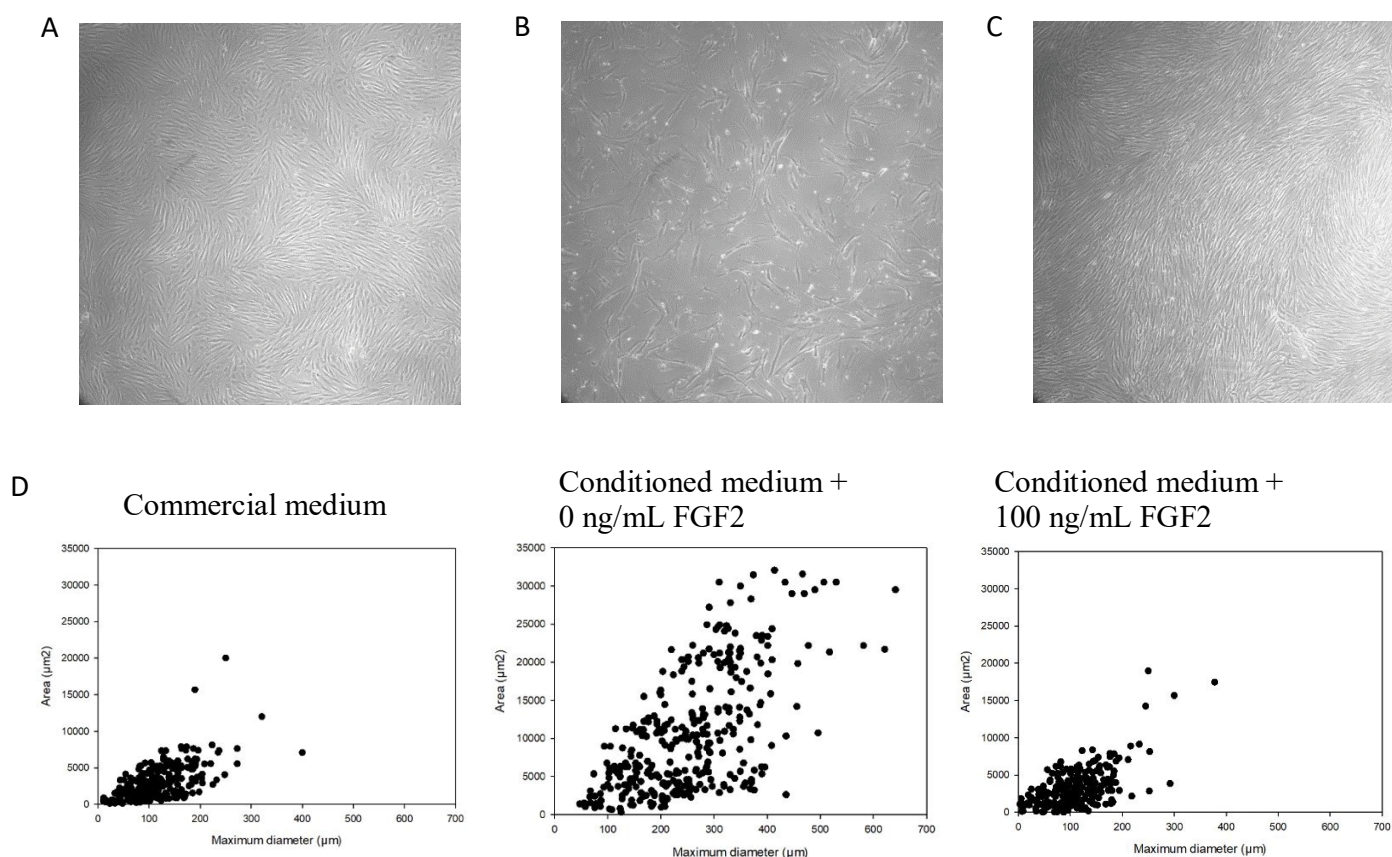 A
B
C
D
Commercial medium
Conditioned medium +
0 ng/mL FGF2
Conditioned medium +
100 ng/mL FGF2
35000
30000
25000
20000
15000
10000
5000
0
Area (µm2)
0 100 200 300 400 500 600 700
Maximum diameter (µm)
35000
30000
25000
20000
15000
10000
5000
0
Area (µm2)
0 100 200 300 400 500 600 700
Maximum diameter (µm)
35000
30000
25000
20000
15000
10000
5000
0
Area (µm2)
0 100 200 300 400 500 600 700
Maximum diameter (µm)